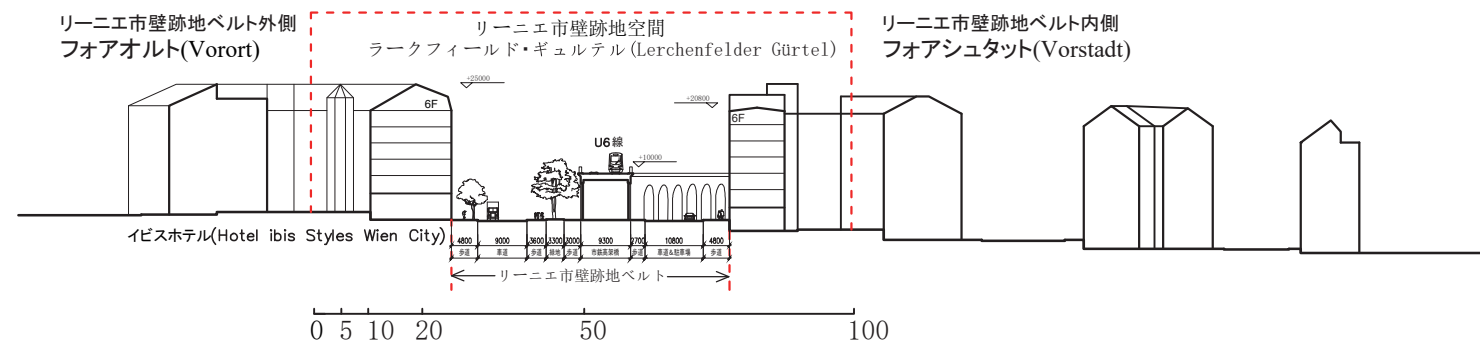 リーニエ市壁跡地ベルト外側
フォアオルト(Vorort)
リーニエ市壁跡地空間
ラークフィールド・ギュルテル(Lerchenfelder Gürtel)
リーニエ市壁跡地ベルト内側
フォアシュタット(Vorstadt)
+25000
6F
+20800
6F
U6線
+10000
イビスホテル(Hotel ibis Styles Wien City)
4800 9000 3600 3300 3000 9300 2700 10800 4800
歩道 車道 歩道 緑地 歩道 市鉄高架橋 歩道 車道&駐車場 歩道
リーニエ市壁跡地ベルト
0 5 10 20 50 100